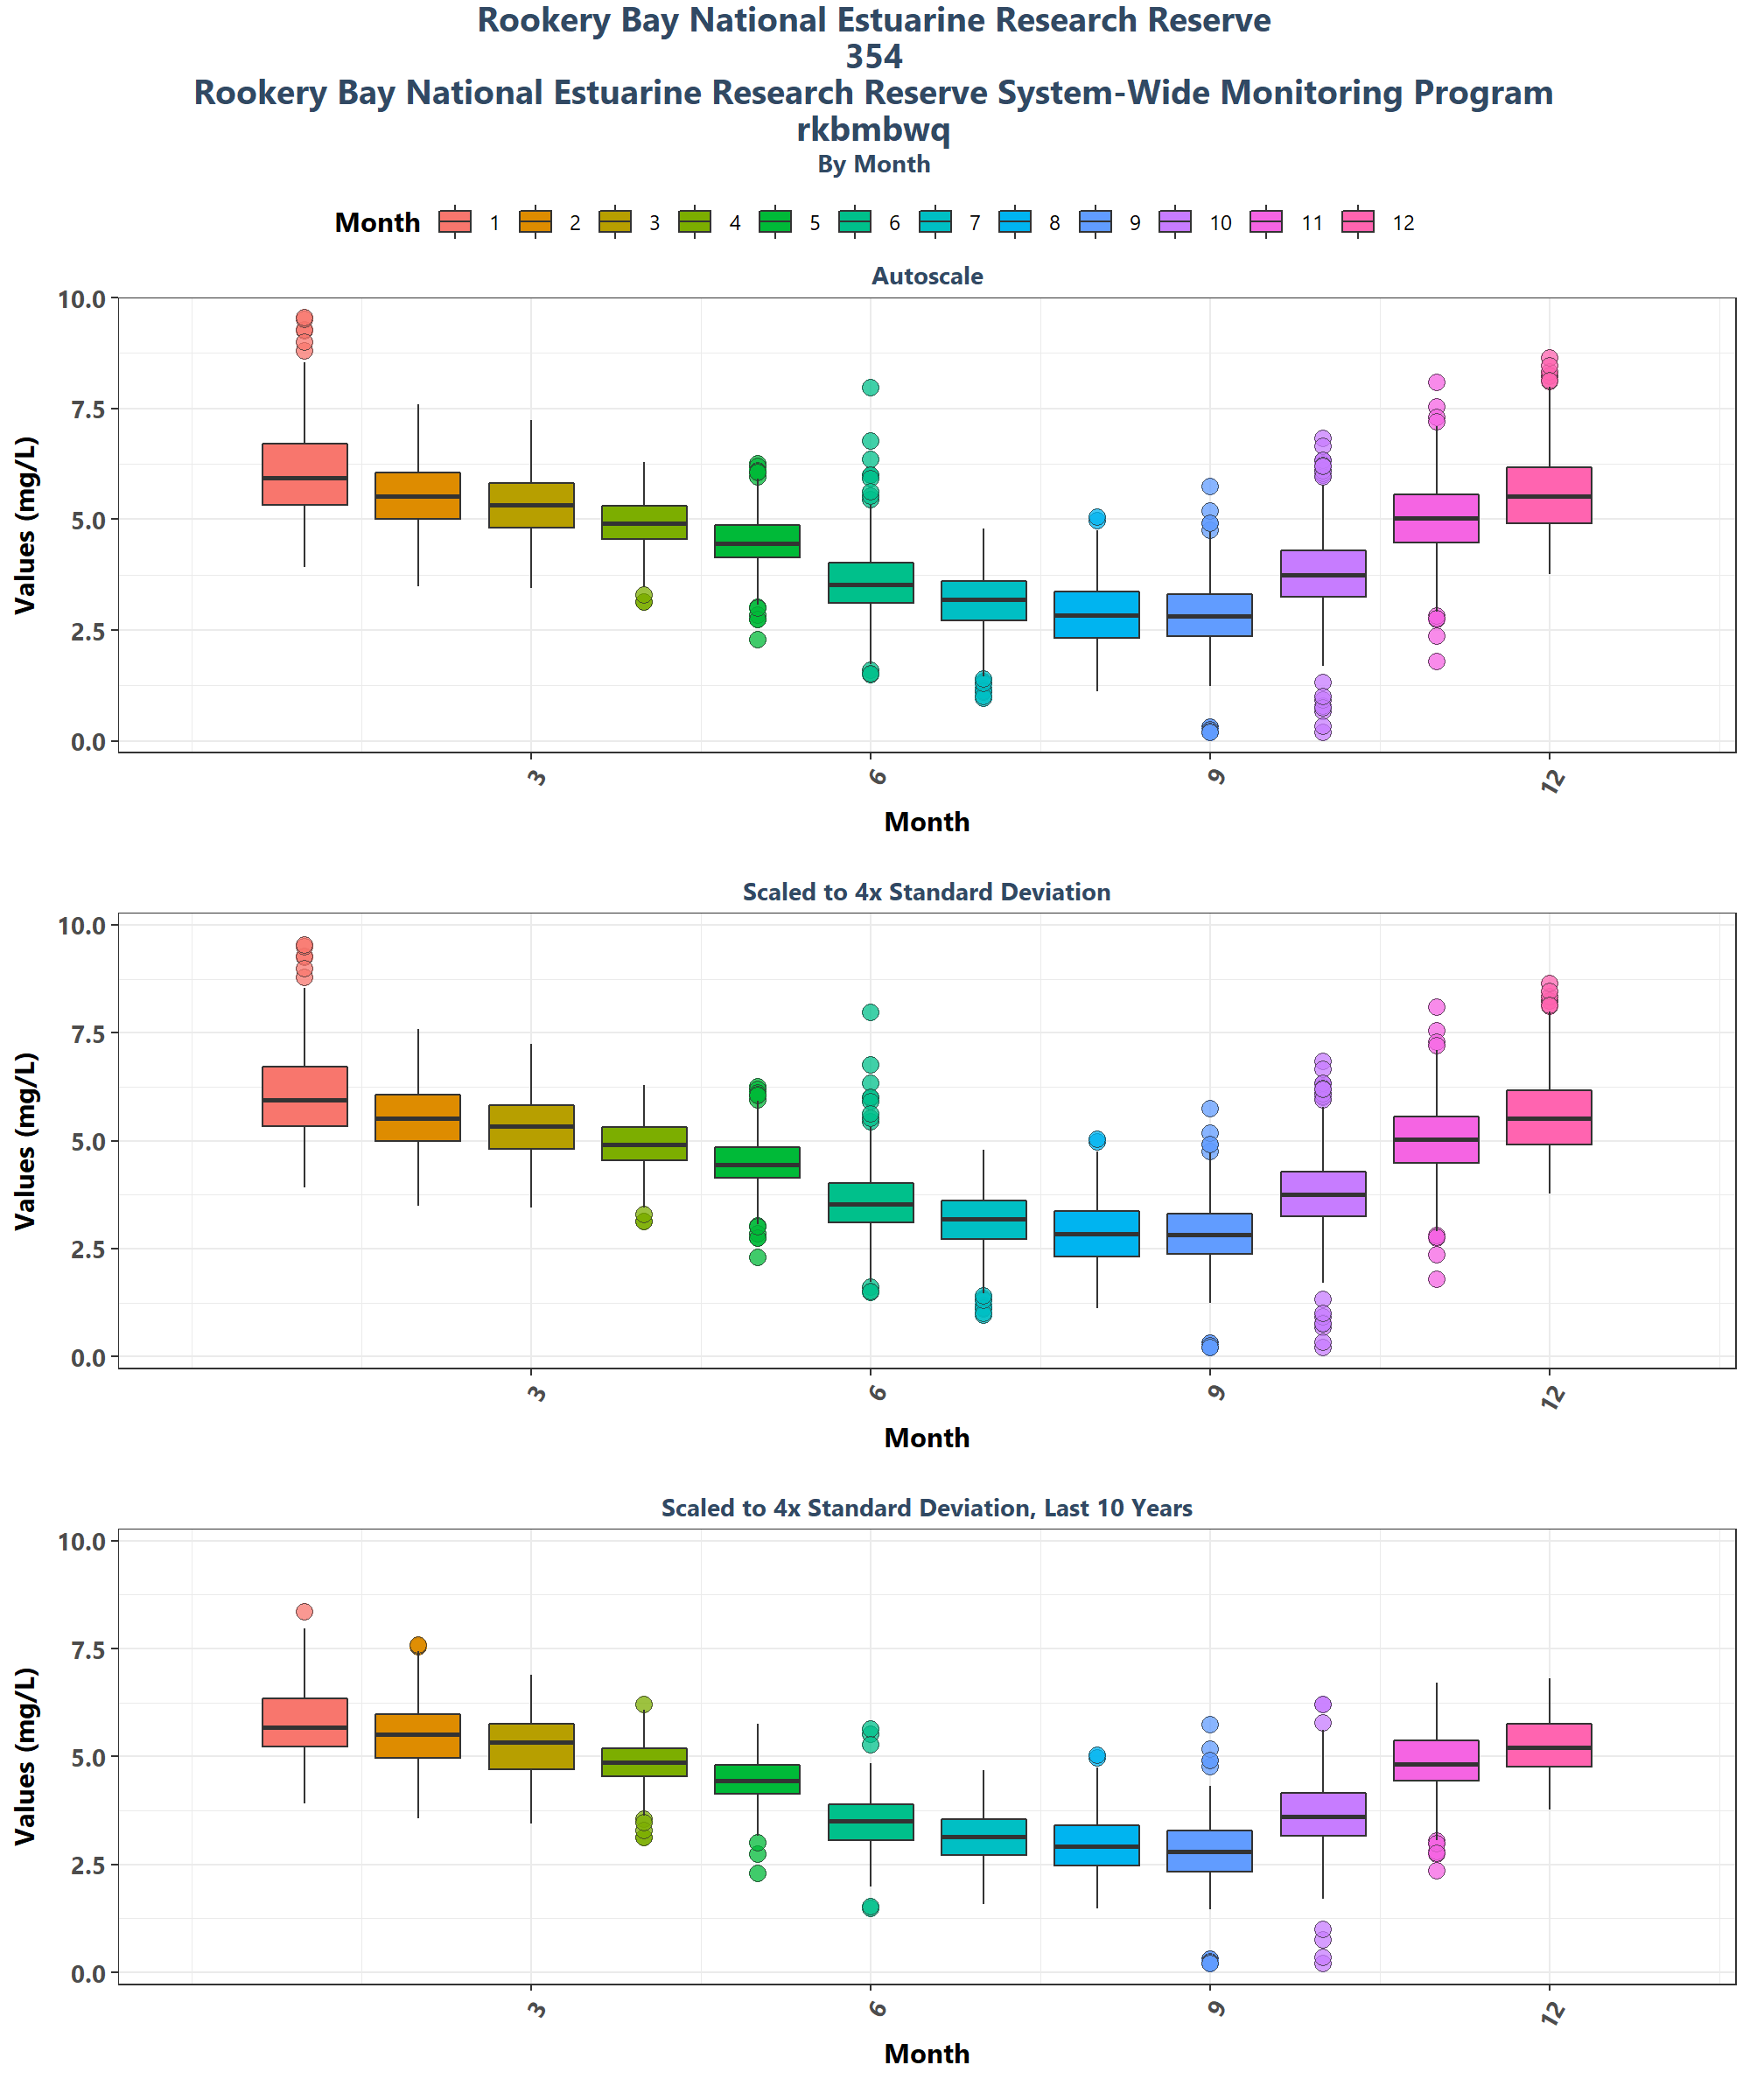 Rookery Bay National Estuarine Research Reserve
354
Rookery Bay National Estuarine Research Reserve System-Wide Monitoring Program
rkbmbwq
By Month
Month 1 2 3 4 5 6 7 8 9 10 11 12
Autoscale
Values (mg/L)
10.0
7.5
5.0
2.5
0.0
3 6 9 12
Month
Scaled to 4x Standard Deviation
Values (mg/L)
10.0
7.5
5.0
2.5
0.0
3 6 9 12
Month
Scaled to 4x Standard Deviation, Last 10 Years
Values (mg/L)
10.0
7.5
5.0
2.5
0.0
3 6 9 12
Month